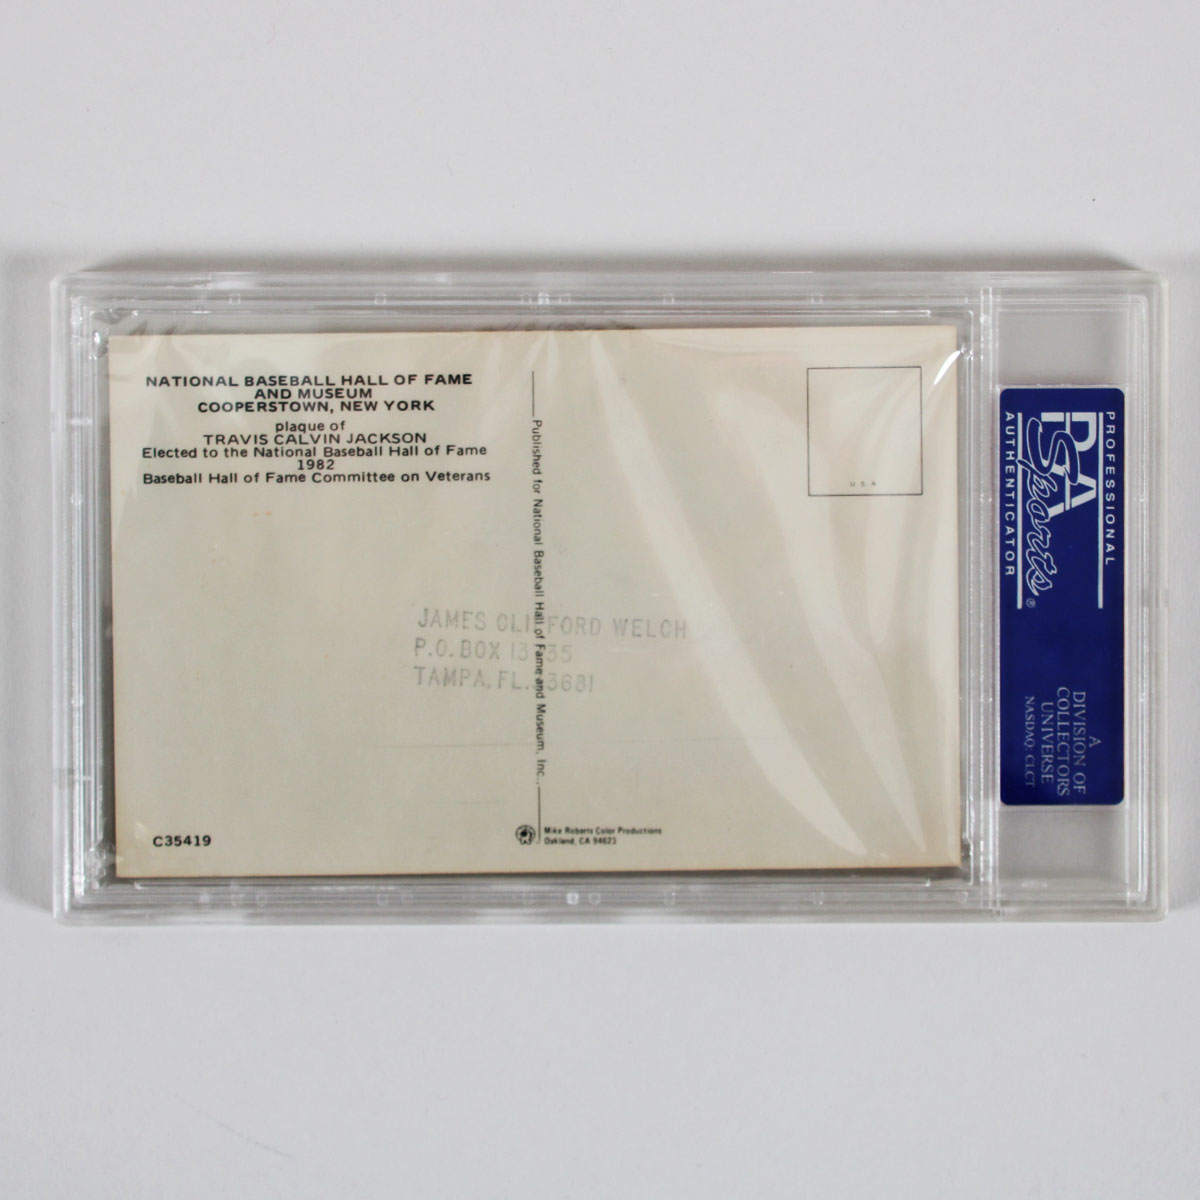 NATIONAL BASEBALL HALL OF FAME
AND MUSEUM
COOPERSTOWN, NEW YORK
plaque of
TRAVIS CALVIN JACKSON
Elected to the National Baseball Hall of Fame
1982
Baseball Hall of Fame Committee on Veterans
Published for National Baseball Hall of Fame and Museum, Inc.,
U S A
JAMES FORD WELCH
P.O. BOX
TAMPA, FL.
C35419
Mike Roberts Color Productions
Oakland, CA 94623
PROFESSIONAL
PSA
Sports®
AUTHENTICATOR
A
DIVISION OF
COLLECTORS
UNIVERSE
NASDAQ: CLCT